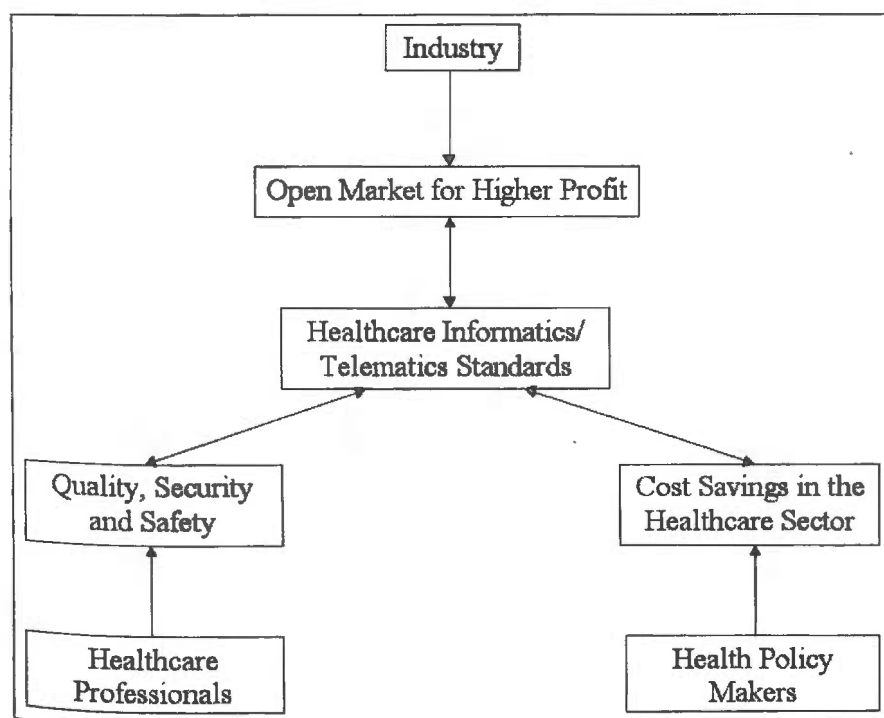 Industry
Open Market for Higher Profit
Healthcare Informatics/
Telematics Standards
Quality, Security
and Safety
Cost Savings in the
Healthcare Sector
Healthcare
Professionals
Health Policy
Makers